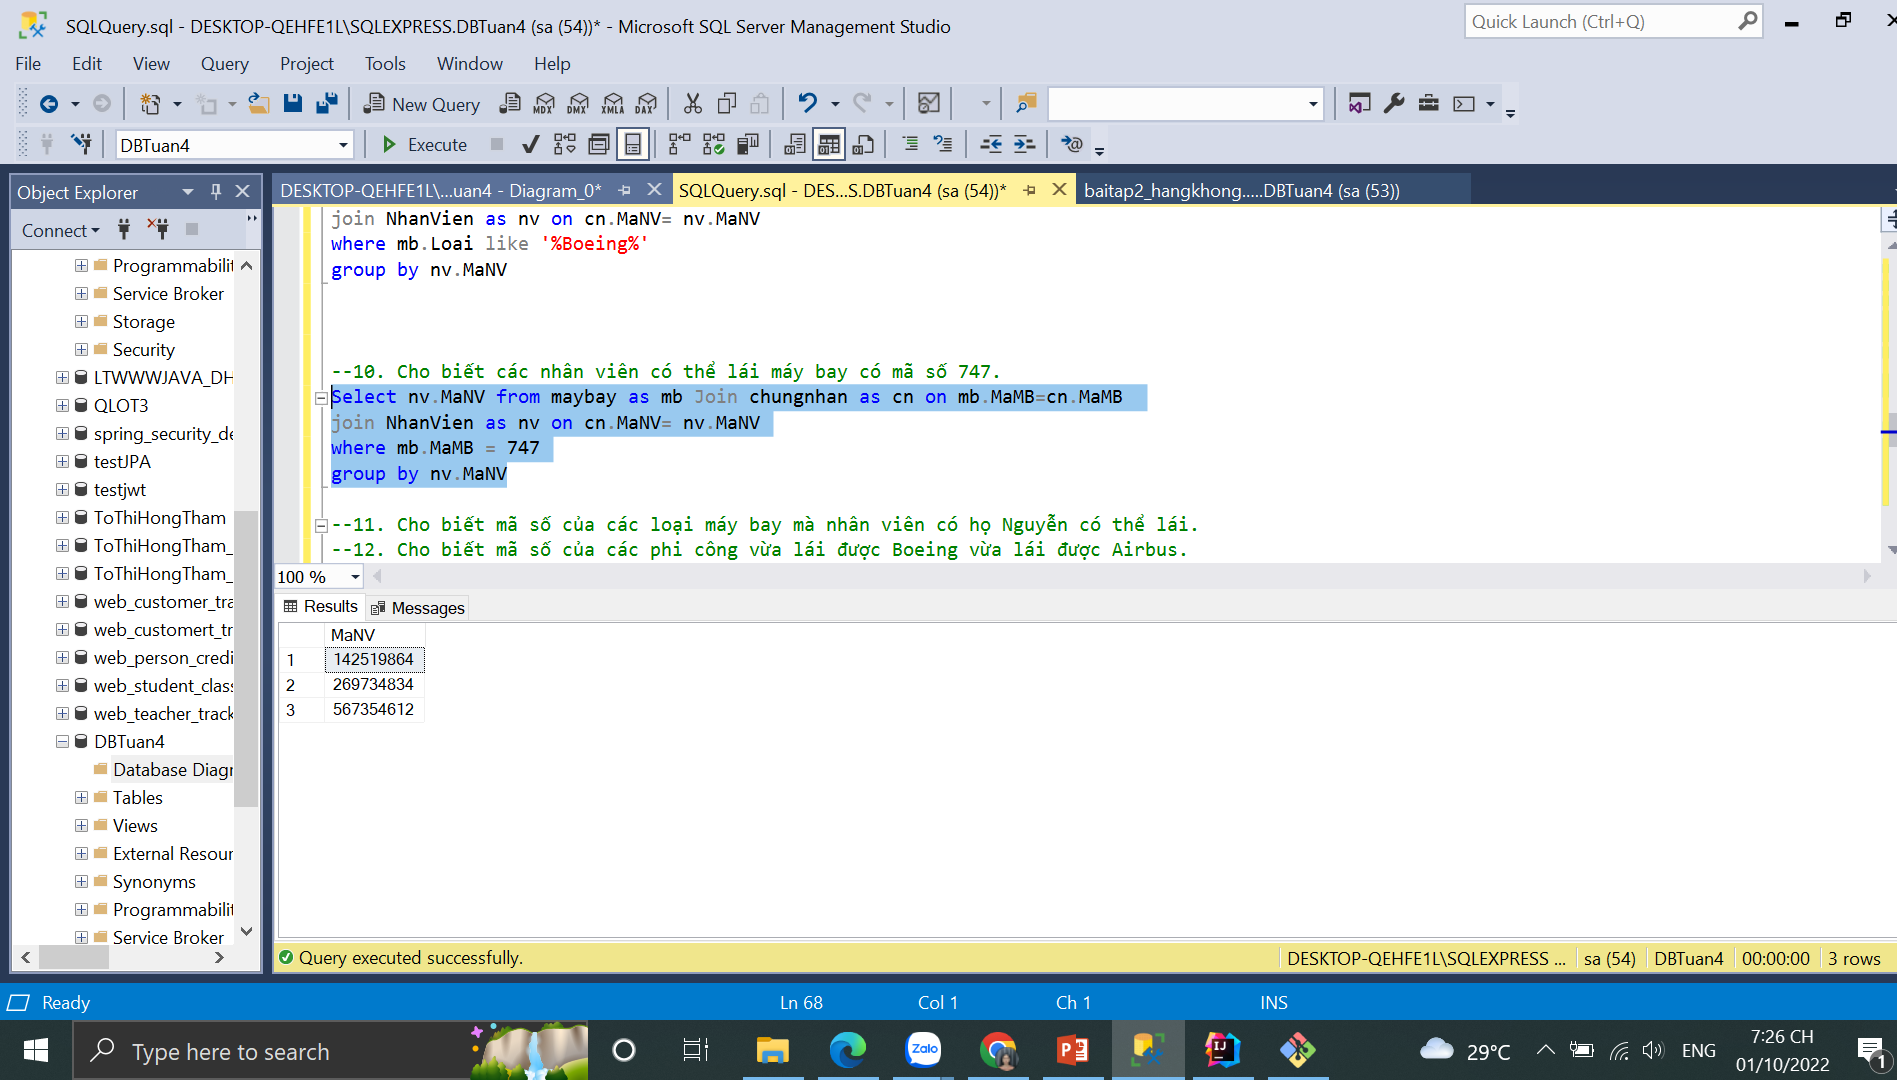 SQLQuery.sql - DESKTOP-QEHFE1L\SQLEXPRESS.DBTuan4 (sa (54))* - Microsoft SQL Server Management Studio
Quick Launch (Ctrl+Q)
File Edit View Query Project Tools Window Help
New Query
MDX DMX XMLA DAX
DBTuan4
Execute
Object Explorer
DESKTOP-QEHFE1L\...uan4 - Diagram_0*
SQLQuery.sql - DES...S.DBTuan4 (sa (54))*
baitap2_hangkhong.....DBTuan4 (sa (53))
Connect
Programmabilit
Service Broker
Storage
Security
LTWWWJAVA_DH
QLOT3
spring_security_de
testJPA
testjwt
ToThiHongTham
ToThiHongTham_
ToThiHongTham_
web_customer_tra
web_customert_tr
web_person_credi
web_student_class
web_teacher_track
DBTuan4
Database Diagr
Tables
Views
External Resour
Synonyms
Programmabilit
Service Broker
join NhanVien as nv on cn.MaNV= nv.MaNV
where mb.Loai like '%Boeing%'
group by nv.MaNV
--10. Cho biết các nhân viên có thể lái máy bay có mã số 747.
Select nv.MaNV from maybay as mb Join chungnhan as cn on mb.MaMB=cn.MaMB
join NhanVien as nv on cn.MaNV= nv.MaNV
where mb.MaMB = 747
group by nv.MaNV
--11. Cho biết mã số của các loại máy bay mà nhân viên có họ Nguyễn có thể lái.
--12. Cho biết mã số của các phi công vừa lái được Boeing vừa lái được Airbus.
100 %
Results Messages
MaNV
1 142519864
2 269734834
3 567354612
Query executed successfully.
DESKTOP-QEHFE1L\SQLEXPRESS ... sa (54) DBTuan4 00:00:00 3 rows
Ready Ln 68 Col 1 Ch 1 INS
Type here to search
Zalo
29°C
ENG
7:26 CH
01/10/2022
1